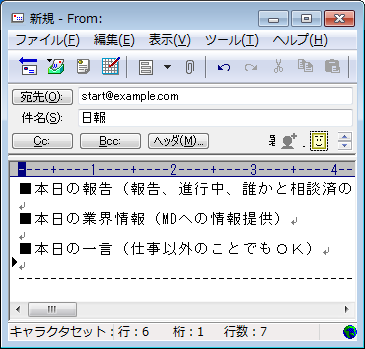 新規 - From:
ファイル(F) 編集(E) 表示(V) ツール(T) ヘルプ(H)
宛先(O): start@example.com
件名(S): 日報
Cc: Bcc: ヘッダ(M)...
1 2 3 4
■本日の報告（報告、進行中、誰かと相談済の
■本日の業界情報（MDへの情報提供）
■本日の一言（仕事以外のことでもＯＫ）
キャラクタセット：行：6 桁：1 行数：7